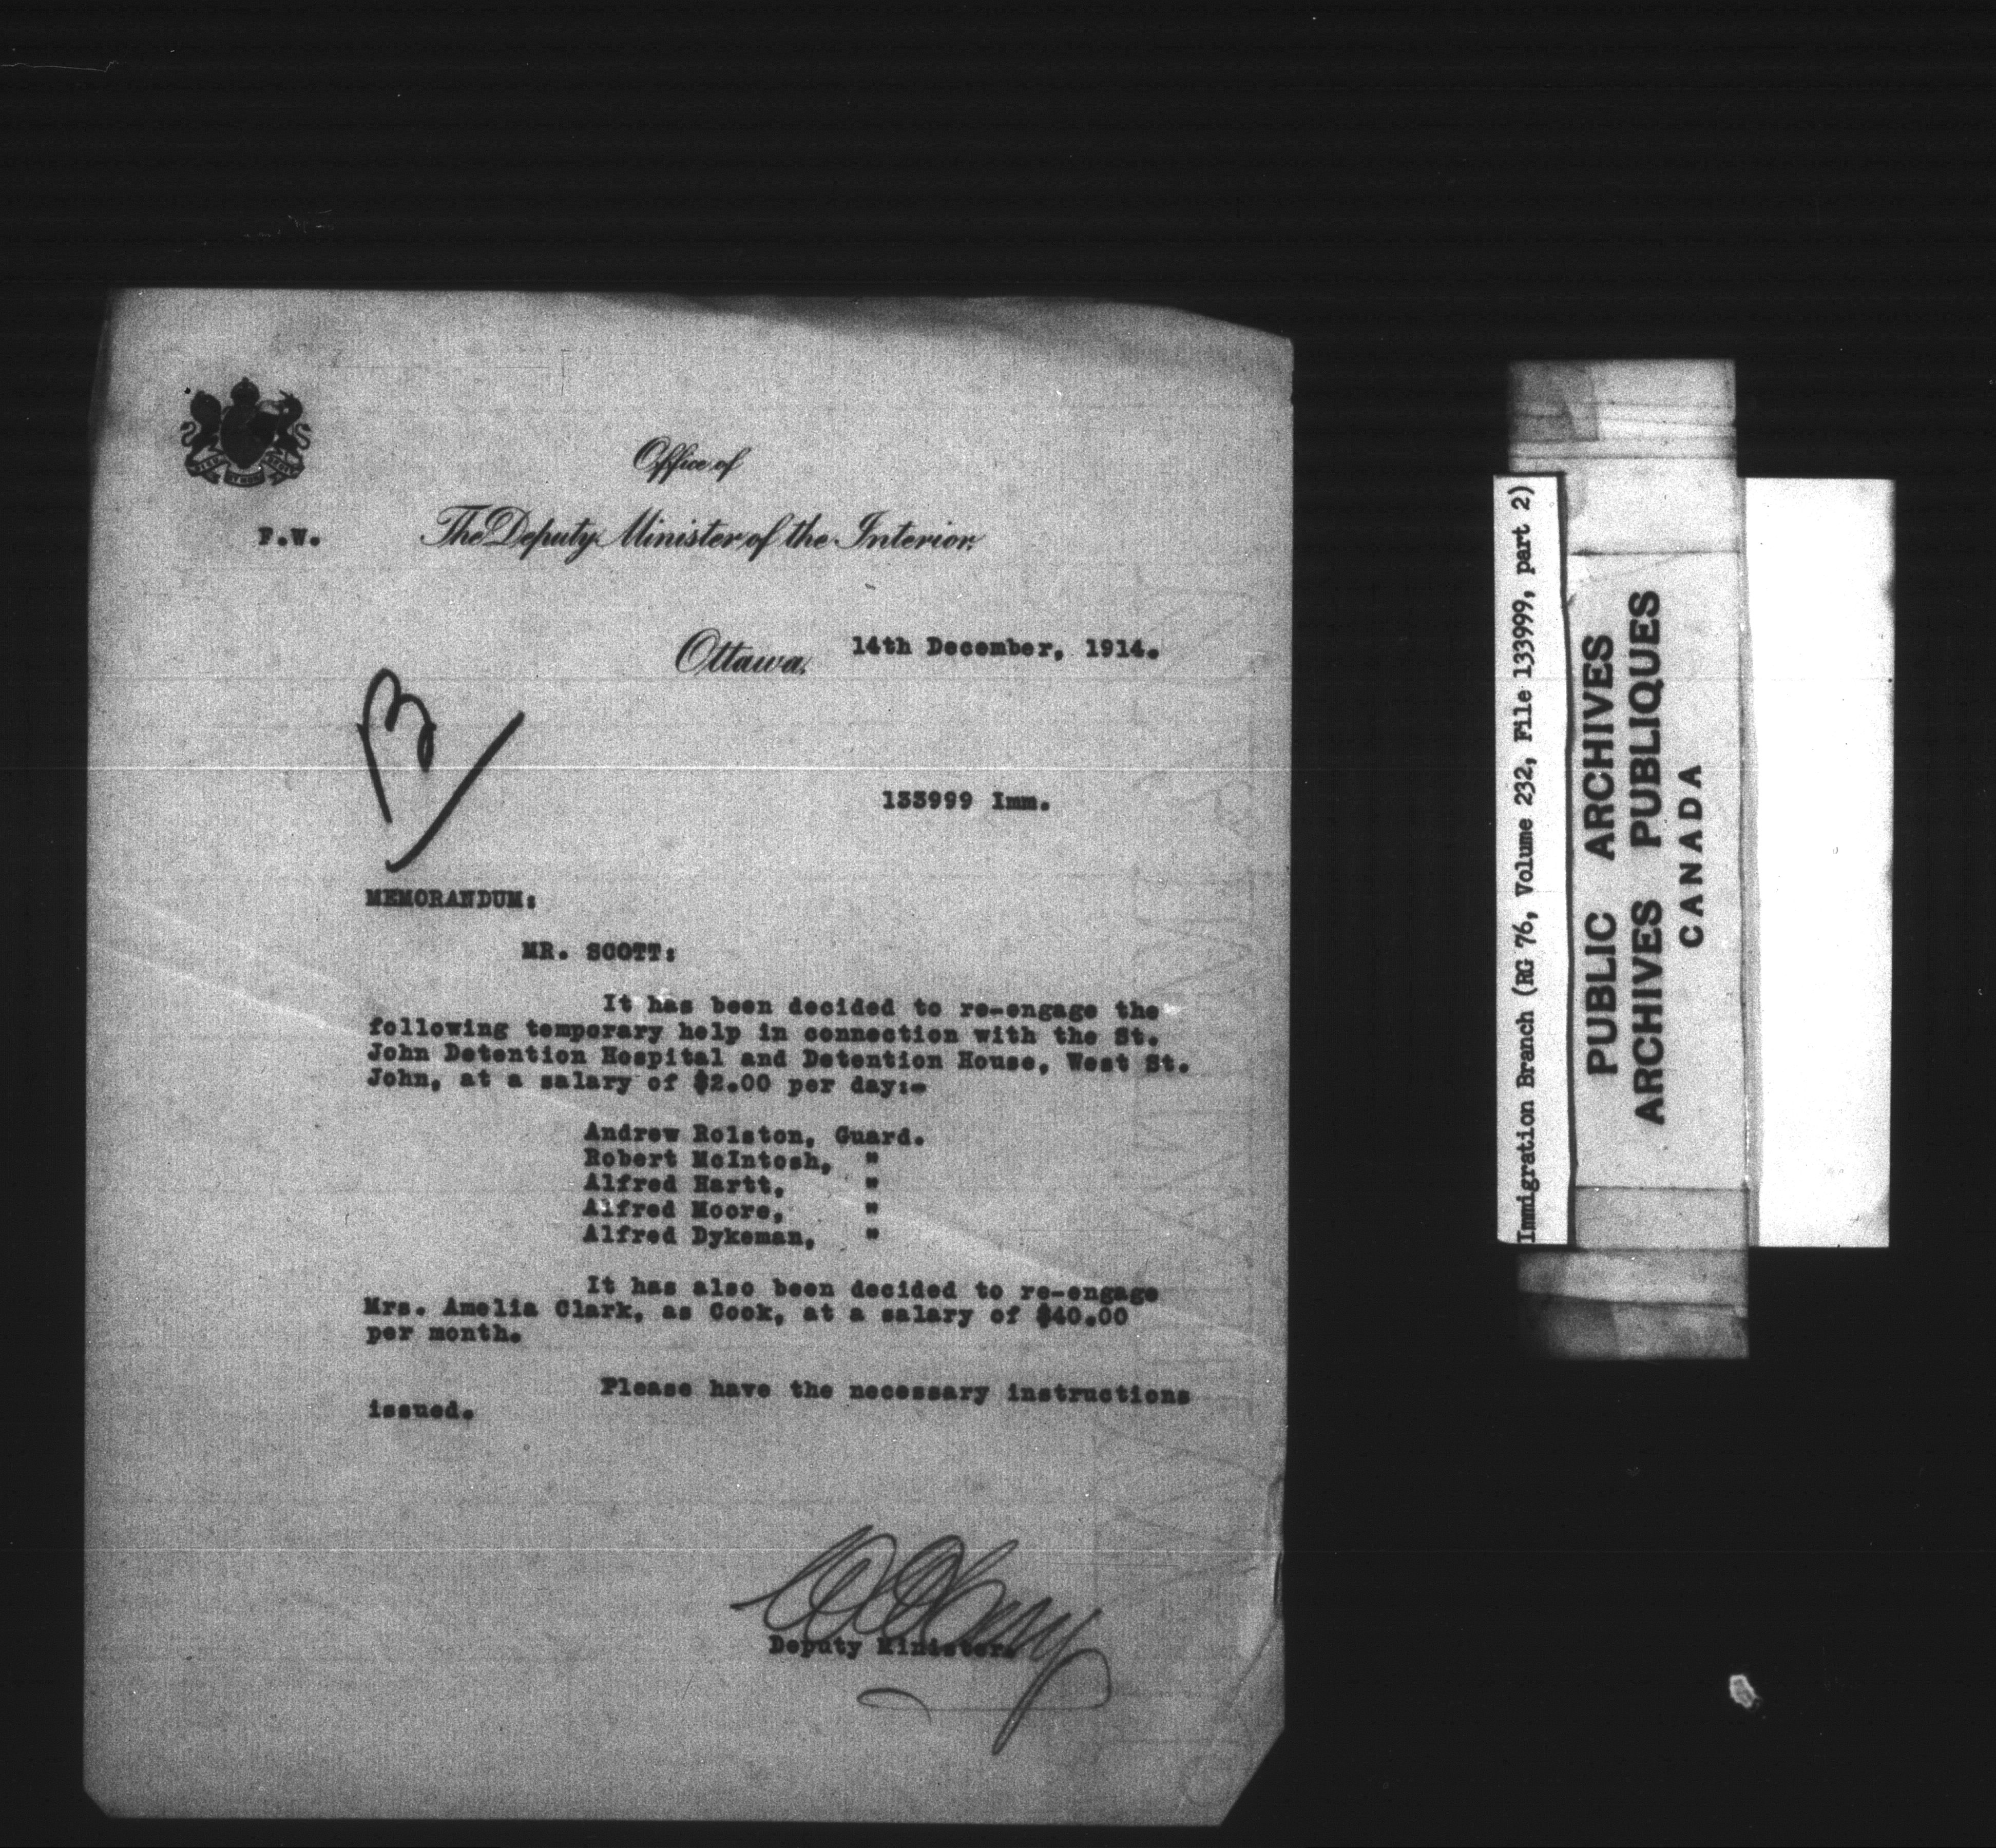 Office of
F.W.
The Deputy Minister of the Interior,
Ottawa, 14th December, 1914.
133999 Imm.
MEMORANDUM:
MR. SCOTT:
It has been decided to re-engage the
following temporary help in connection with the St.
John Detention Hospital and Detention House, West St.
John, at a salary of $2.00 per day:-
Andrew Rolston, Guard.
Robert McIntosh, "
Alfred Hartt, "
Alfred Moore, "
Alfred Dykeman, "
It has also been decided to re-engage
Mrs. Amelia Clark, as Cook, at a salary of $40.00
per month.
Please have the necessary instructions
issued.
Deputy Minister.
Immigration Branch (RG 76, Volume 232, File 133999, part 2)
PUBLIC ARCHIVES
ARCHIVES PUBLIQUES
CANADA